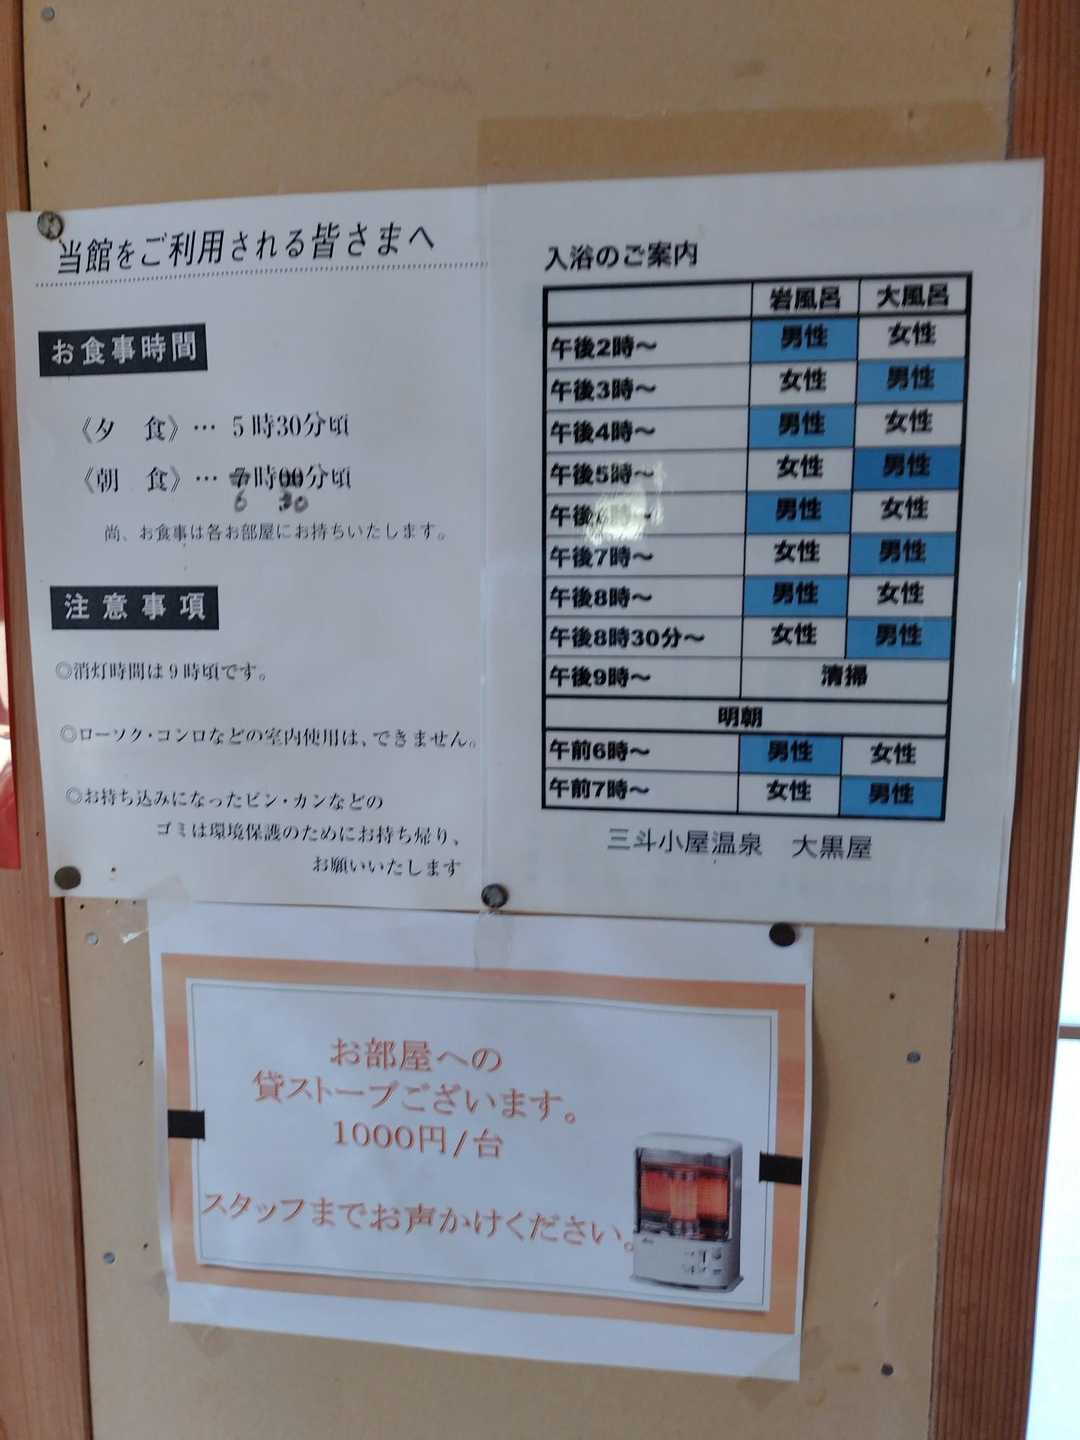 当館をご利用される皆さまへ
お食事時間
《夕　食》… 5時30分頃
《朝　食》… 7時00分頃
6 30
尚、お食事は各お部屋にお持ちいたします。
注意事項
◎消灯時間は9時頃です。
◎ローソク・コンロなどの室内使用は、できません。
◎お持ち込みになったビン・カンなどの
ゴミは環境保護のためにお持ち帰り、
お願いいたします
入浴のご案内
岩風呂 大風呂
午後2時～ 男性 女性
午後3時～ 女性 男性
午後4時～ 男性 女性
午後5時～ 女性 男性
午後6時～ 男性 女性
午後7時～ 女性 男性
午後8時～ 男性 女性
午後8時30分～ 女性 男性
午後9時～ 清掃
明朝
午前6時～ 男性 女性
午前7時～ 女性 男性
三斗小屋温泉　大黒屋
お部屋への
貸ストーブございます。
1000円/台
スタッフまでお声かけください。